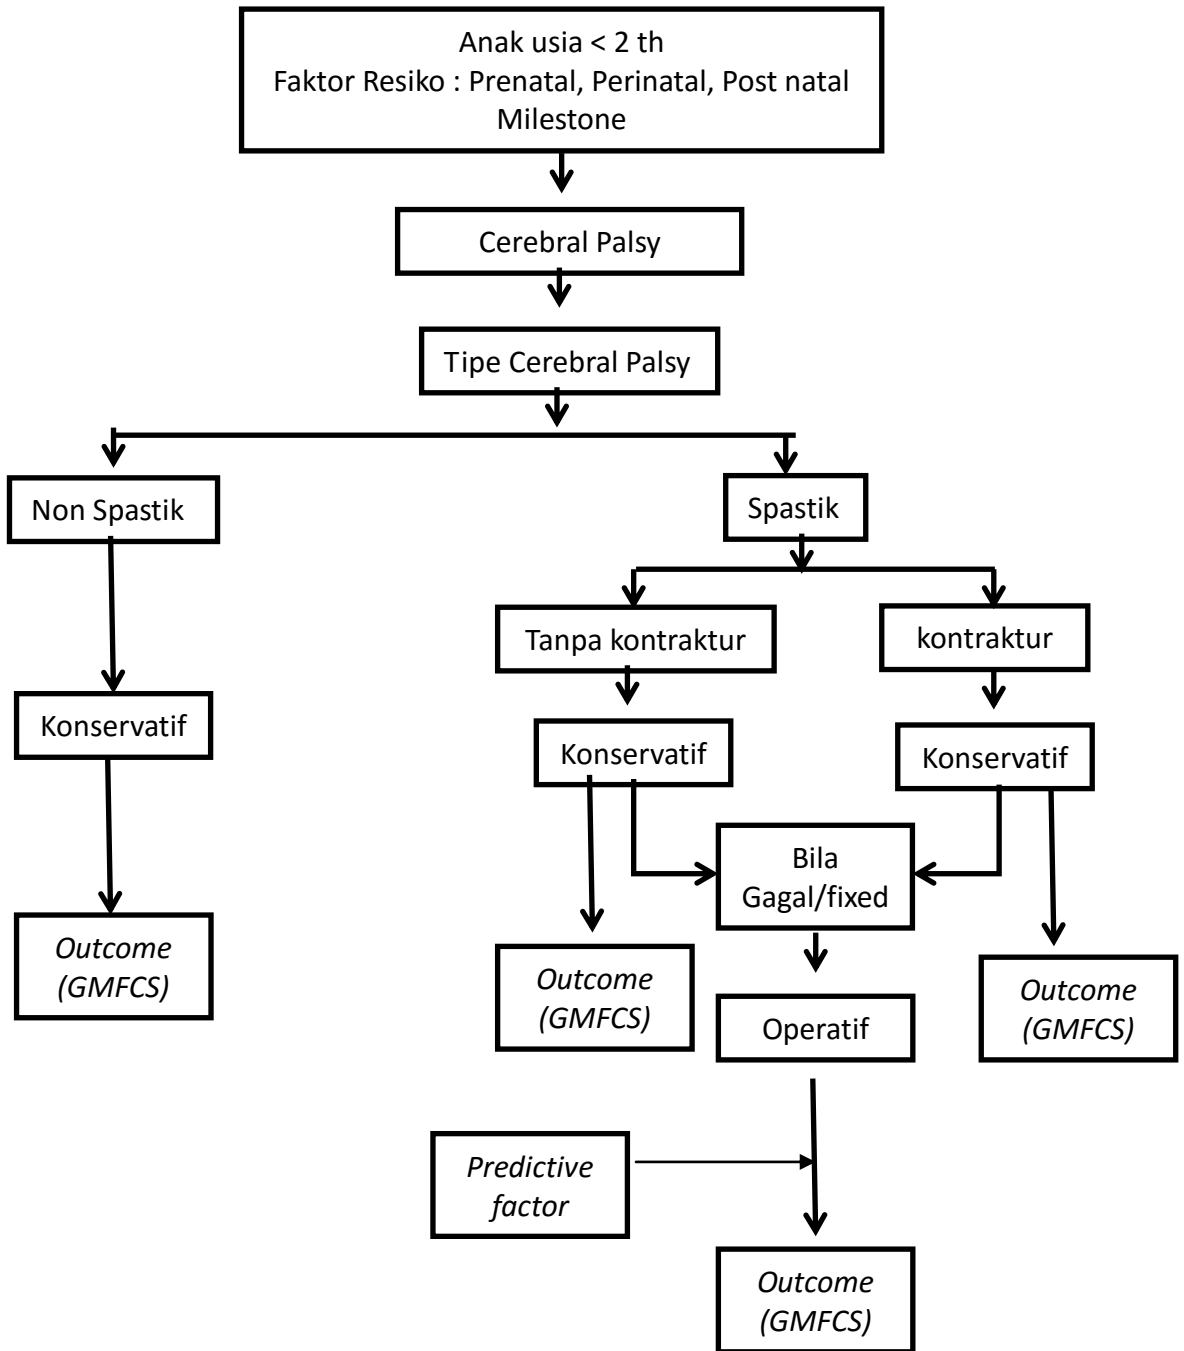 Anak usia < 2 th
Faktor Resiko : Prenatal, Perinatal, Post natal
Milestone
Cerebral Palsy
Tipe Cerebral Palsy
Non Spastik
Spastik
Tanpa kontraktur
kontraktur
Konservatif
Konservatif
Konservatif
Bila
Gagal/fixed
Outcome
(GMFCS)
Outcome
(GMFCS)
Outcome
(GMFCS)
Operatif
Predictive
factor
Outcome
(GMFCS)